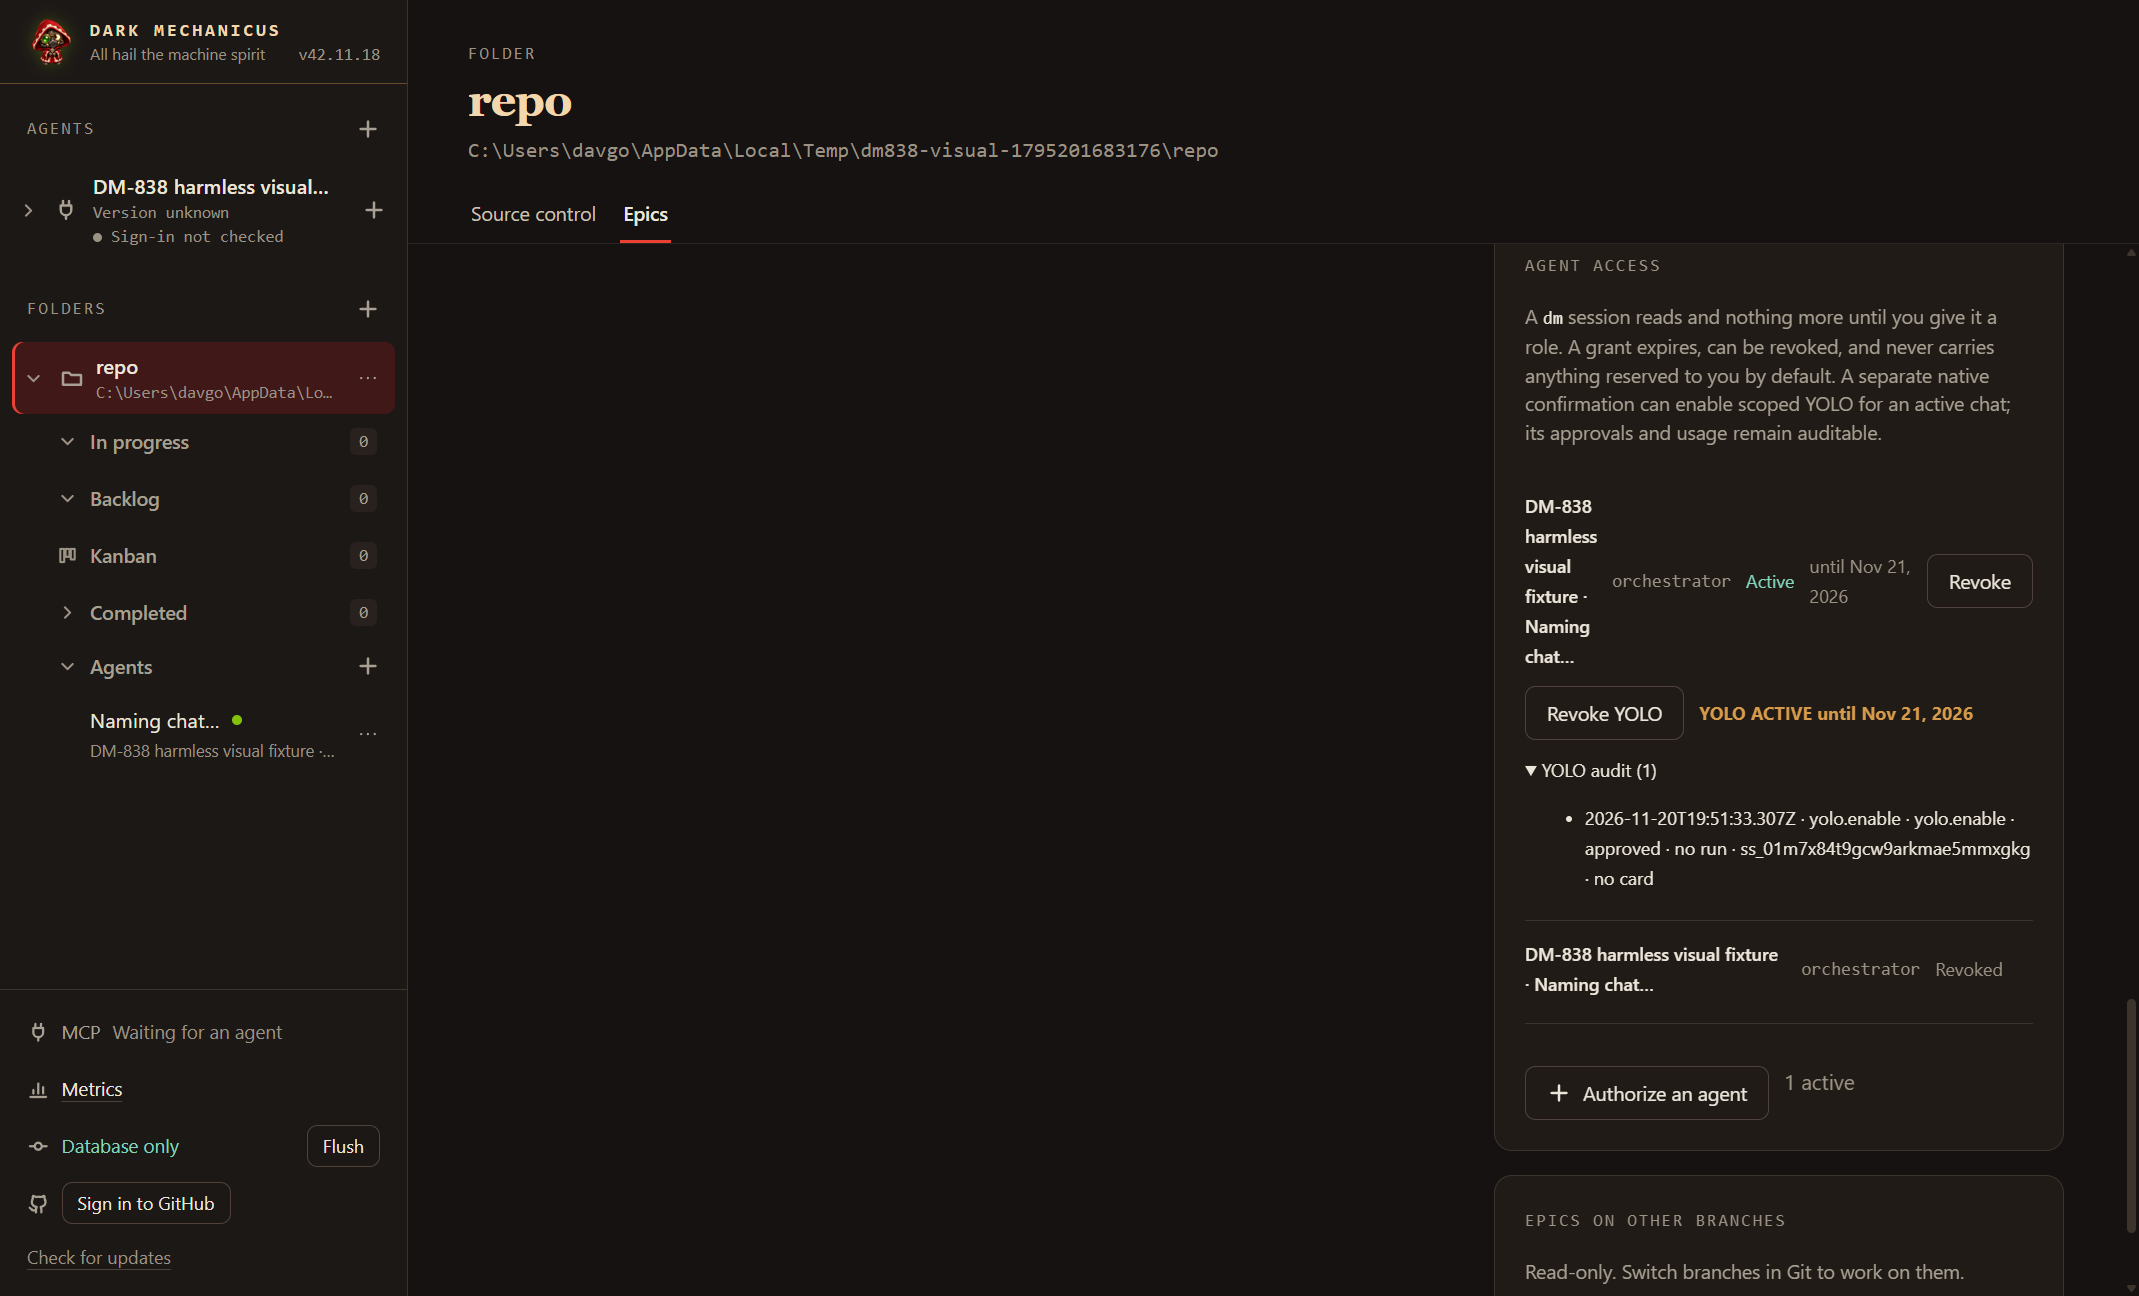 DARK MECHANICUS
All hail the machine spirit v42.11.18
AGENTS
DM-838 harmless visual...
Version unknown
Sign-in not checked
FOLDERS
repo
C:\Users\davgo\AppData\Lo...
In progress 0
Backlog 0
Kanban 0
Completed 0
Agents
Naming chat...
DM-838 harmless visual fixture ·...
MCP Waiting for an agent
Metrics
Database only Flush
Sign in to GitHub
Check for updates
FOLDER
repo
C:\Users\davgo\AppData\Local\Temp\dm838-visual-1795201683176\repo
Source control Epics
AGENT ACCESS
A dm session reads and nothing more until you give it a
role. A grant expires, can be revoked, and never carries
anything reserved to you by default. A separate native
confirmation can enable scoped YOLO for an active chat;
its approvals and usage remain auditable.
DM-838
harmless
visual
fixture ·
Naming
chat...
orchestrator Active
until Nov 21,
2026
Revoke
Revoke YOLO YOLO ACTIVE until Nov 21, 2026
▼ YOLO audit (1)
• 2026-11-20T19:51:33.307Z · yolo.enable · yolo.enable ·
approved · no run · ss_01m7x84t9gcw9arkmae5mmxgkg
· no card
DM-838 harmless visual fixture
· Naming chat...
orchestrator Revoked
Authorize an agent 1 active
EPICS ON OTHER BRANCHES
Read-only. Switch branches in Git to work on them.